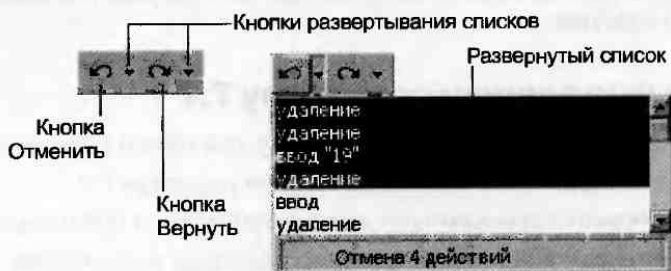 Кнопки развертывания списков
Развернутый список
Кнопка
Отменить
Кнопка
Вернуть
удаление
удаление
ввод "19"
удаление
ввод
удаление
Отмена 4 действий